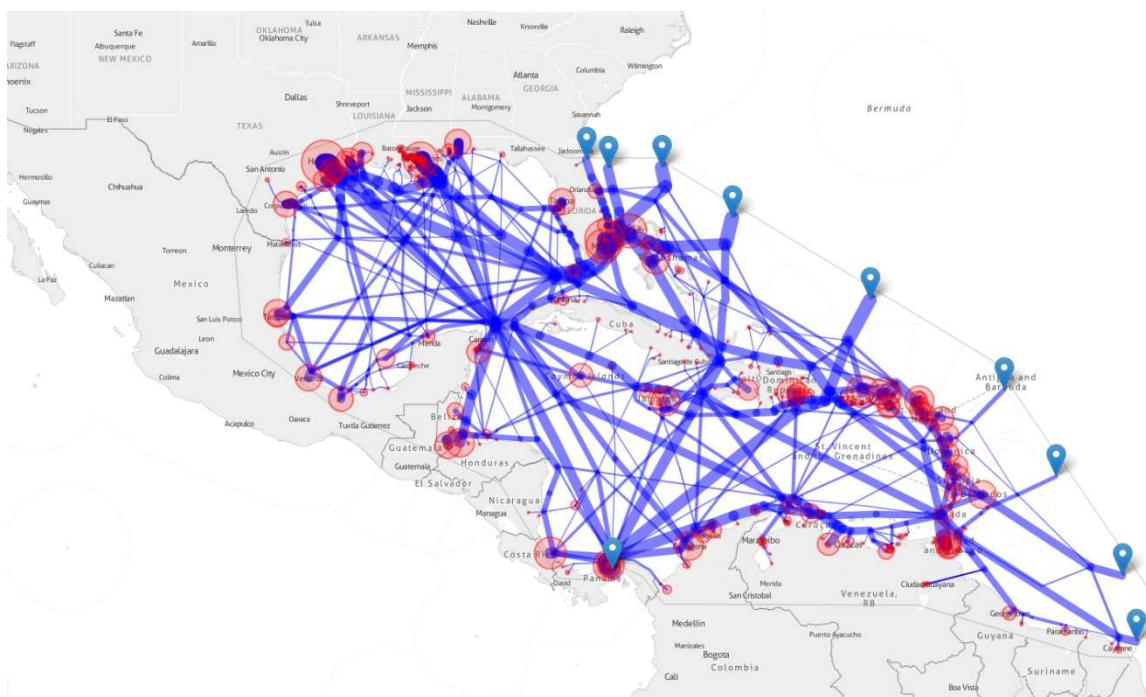 Santa Fe
Tulsa
Nashville
Knoxville
Raleigh
Flagstaff
Albuquerque
Amarillo
OKLAHOMA
Oklahoma City
ARKANSAS
Memphis
NEW MEXICO
ARIZONA
Columbia
Wilmington
Atlanta
GEORGIA
Dallas
Shreveport
MISSISSIPPI
Jackson
ALABAMA
Montgomery
LOUISIANA
Savannah
Bermuda
Tucson
El Paso
Nogales
TEXAS
Austin
San Antonio
Tallahassee
Jacksonville
Hermosillo
Chihuahua
Guaymas
Laredo
Orlando
Tampa
FLORIDA
Monterrey
Torreon
Culiacan
La Paz
Mexico
Mazatlan
San Luis Potosi
Leon
Guadalajara
Colima
Mexico City
Merida
Cuba
Santiago de Cuba
Santiago
Dominican
Antigua and
Barbuda
Cayman Islands
Acapulco
Oaxaca
Tuxtla Gutierrez
Belize
Guatemala
Guatemala
Honduras
El Salvador
Nicaragua
Managua
St. Vincent
and the Grenadines
Dominica
Costa Rica
David
Panama
Maracaibo
Caracas
Merida
San Cristobal
Venezuela,
RB
Ciudad Guayana
Georgetown
Paramaribo
Cayenne
Guyana
Suriname
Medellin
Manizales
Bogota
Colombia
Cali
Puerto Ayacucho
Boa Vista